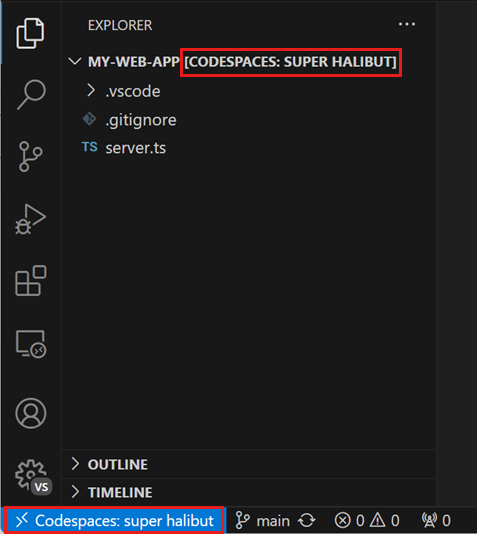 EXPLORER
MY-WEB-APP [CODESPACES: SUPER HALIBUT]
.vscode
.gitignore
TS server.ts
VS
OUTLINE
TIMELINE
Codespaces: super halibut main 0 0 0